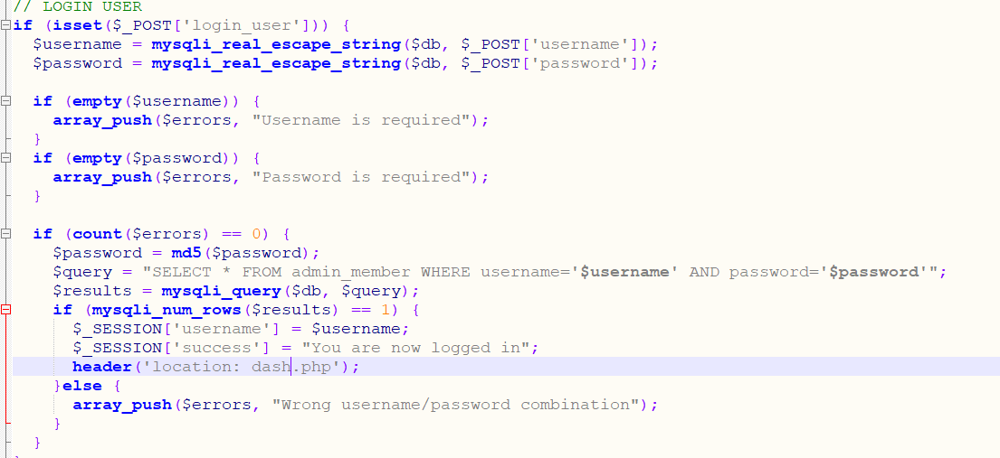 // LOGIN USER
if (isset($_POST['login_user'])) {
  $username = mysqli_real_escape_string($db, $_POST['username']);
  $password = mysqli_real_escape_string($db, $_POST['password']);
  if (empty($username)) {
    array_push($errors, "Username is required");
  }
  if (empty($password)) {
    array_push($errors, "Password is required");
  }
  if (count($errors) == 0) {
    $password = md5($password);
    $query = "SELECT * FROM admin_member WHERE username='$username' AND password='$password'";
    $results = mysqli_query($db, $query);
    if (mysqli_num_rows($results) == 1) {
      $_SESSION['username'] = $username;
      $_SESSION['success'] = "You are now logged in";
      header('location: dash.php');
    }else {
      array_push($errors, "Wrong username/password combination");
    }
  }